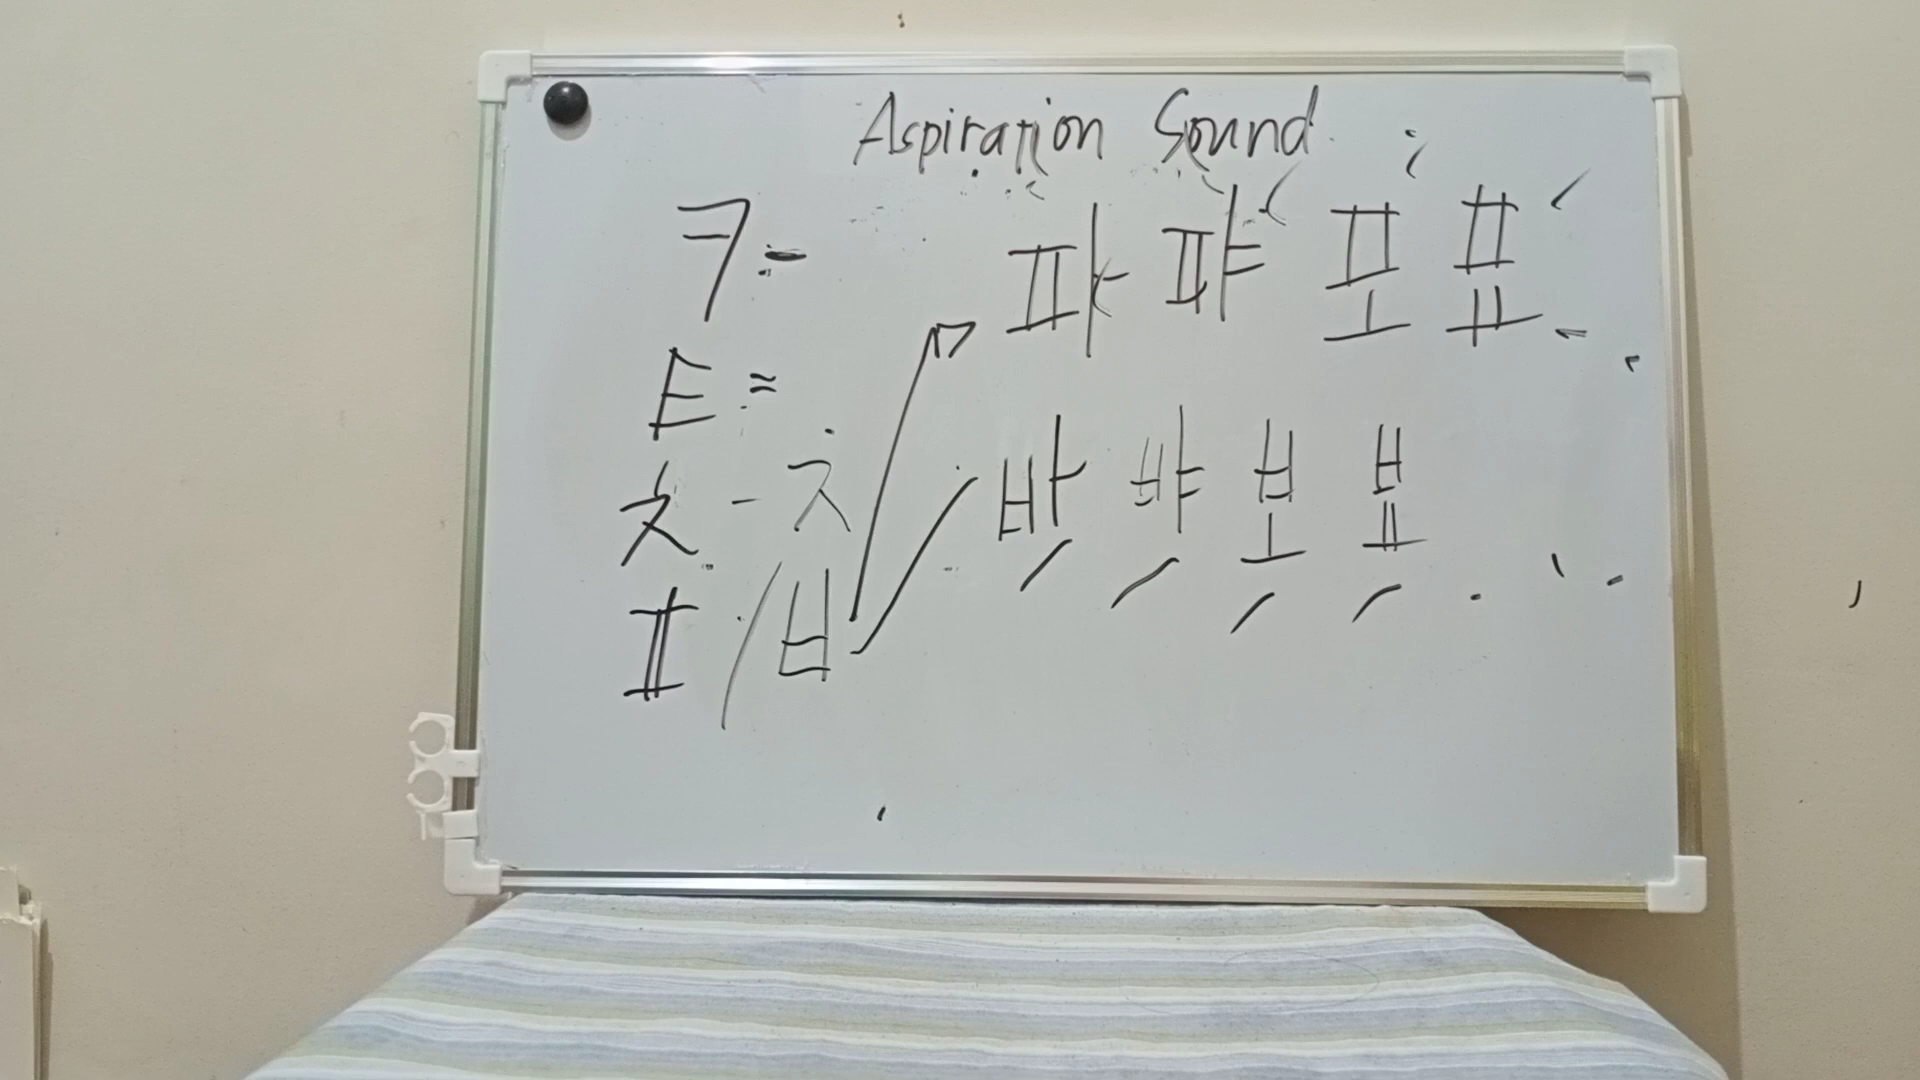 Aspiration Sound
ㅋ -
파 퍄 포 표
ㅌ =
ㅊ - ㅈ
바 뱌 보 뵤
ㅍ / ㅂ